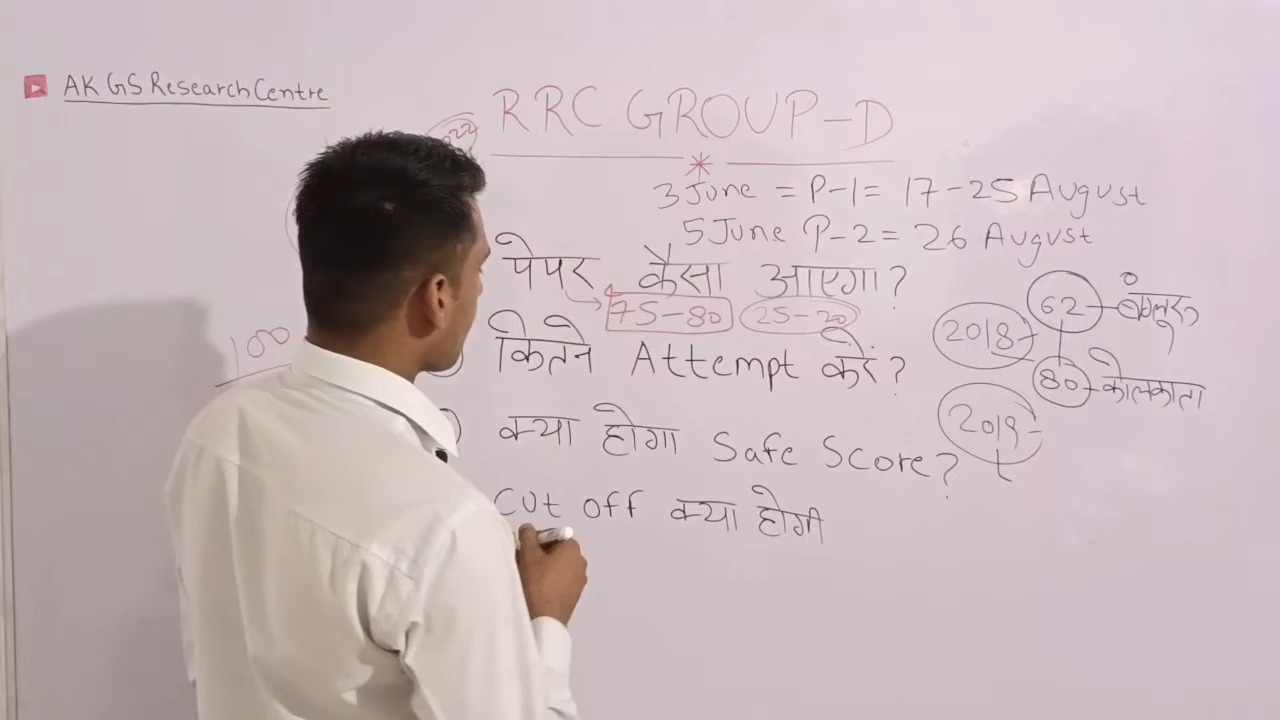 AK GS Research Centre
RRC GROUP-D
3 June = P-1 = 17-25 August
5 June P-2 = 26 August
पेपर कैसा आएगा?
75-80 25-20
कितने Attempt करें?
क्या होगा Safe Score?
Cut off क्या होगी
100
2018
62
80 कोलकाता
2019